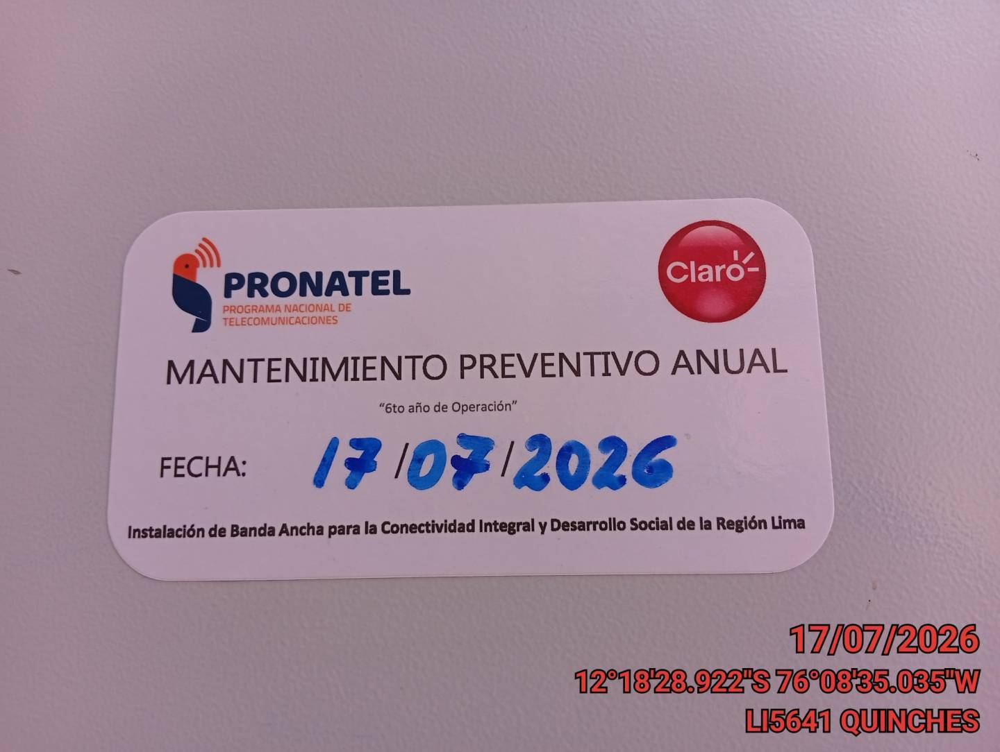 PRONATEL
PROGRAMA NACIONAL DE
TELECOMUNICACIONES
Claro
MANTENIMIENTO PREVENTIVO ANUAL
“6to año de Operación”
FECHA: 17/07/2026
Instalación de Banda Ancha para la Conectividad Integral y Desarrollo Social de la Región Lima
17/07/2026
12°18'28.922"S 76°08'35.035"W
LI5641 QUINCHES